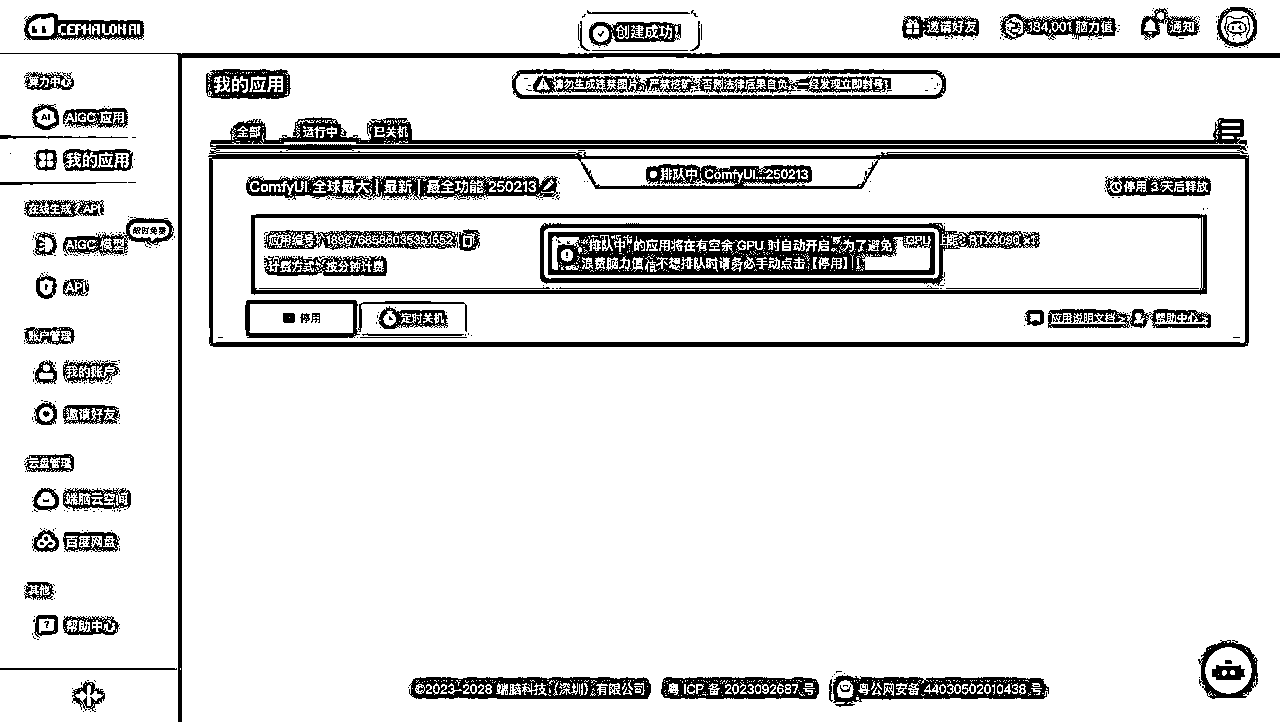 CEPHALON AI
创建成功!
邀请好友
184,001 脑力值
通知
算力中心
AIGC 应用
我的应用
在线生成 / API
AIGC 模型
限时免费
API
账户管理
我的账户
邀请好友
云盘管理
端脑云空间
百度网盘
其他
帮助中心
我的应用
请勿生成违禁图片、严禁挖矿,否则法律后果自负,一经发现立即封号!
全部
运行中
已关机
排队中 ComfyUI...250213
ComfyUI 全球最大 | 最新 | 最全功能 250213
停用 3 天后释放
应用编号
RTX4090 x1
计费方式:按分钟计费
“排队中”的应用将在有空余 GPU 时自动开启。为了避免
浪费脑力值,不想排队时请务必手动点击【停用】!
停用
定时关机
应用说明文档 >
帮助中心 >
©2023-2028 端脑科技 (深圳) 有限公司
粤 ICP 备 2023092687 号
粤公网安备 44030502010438 号